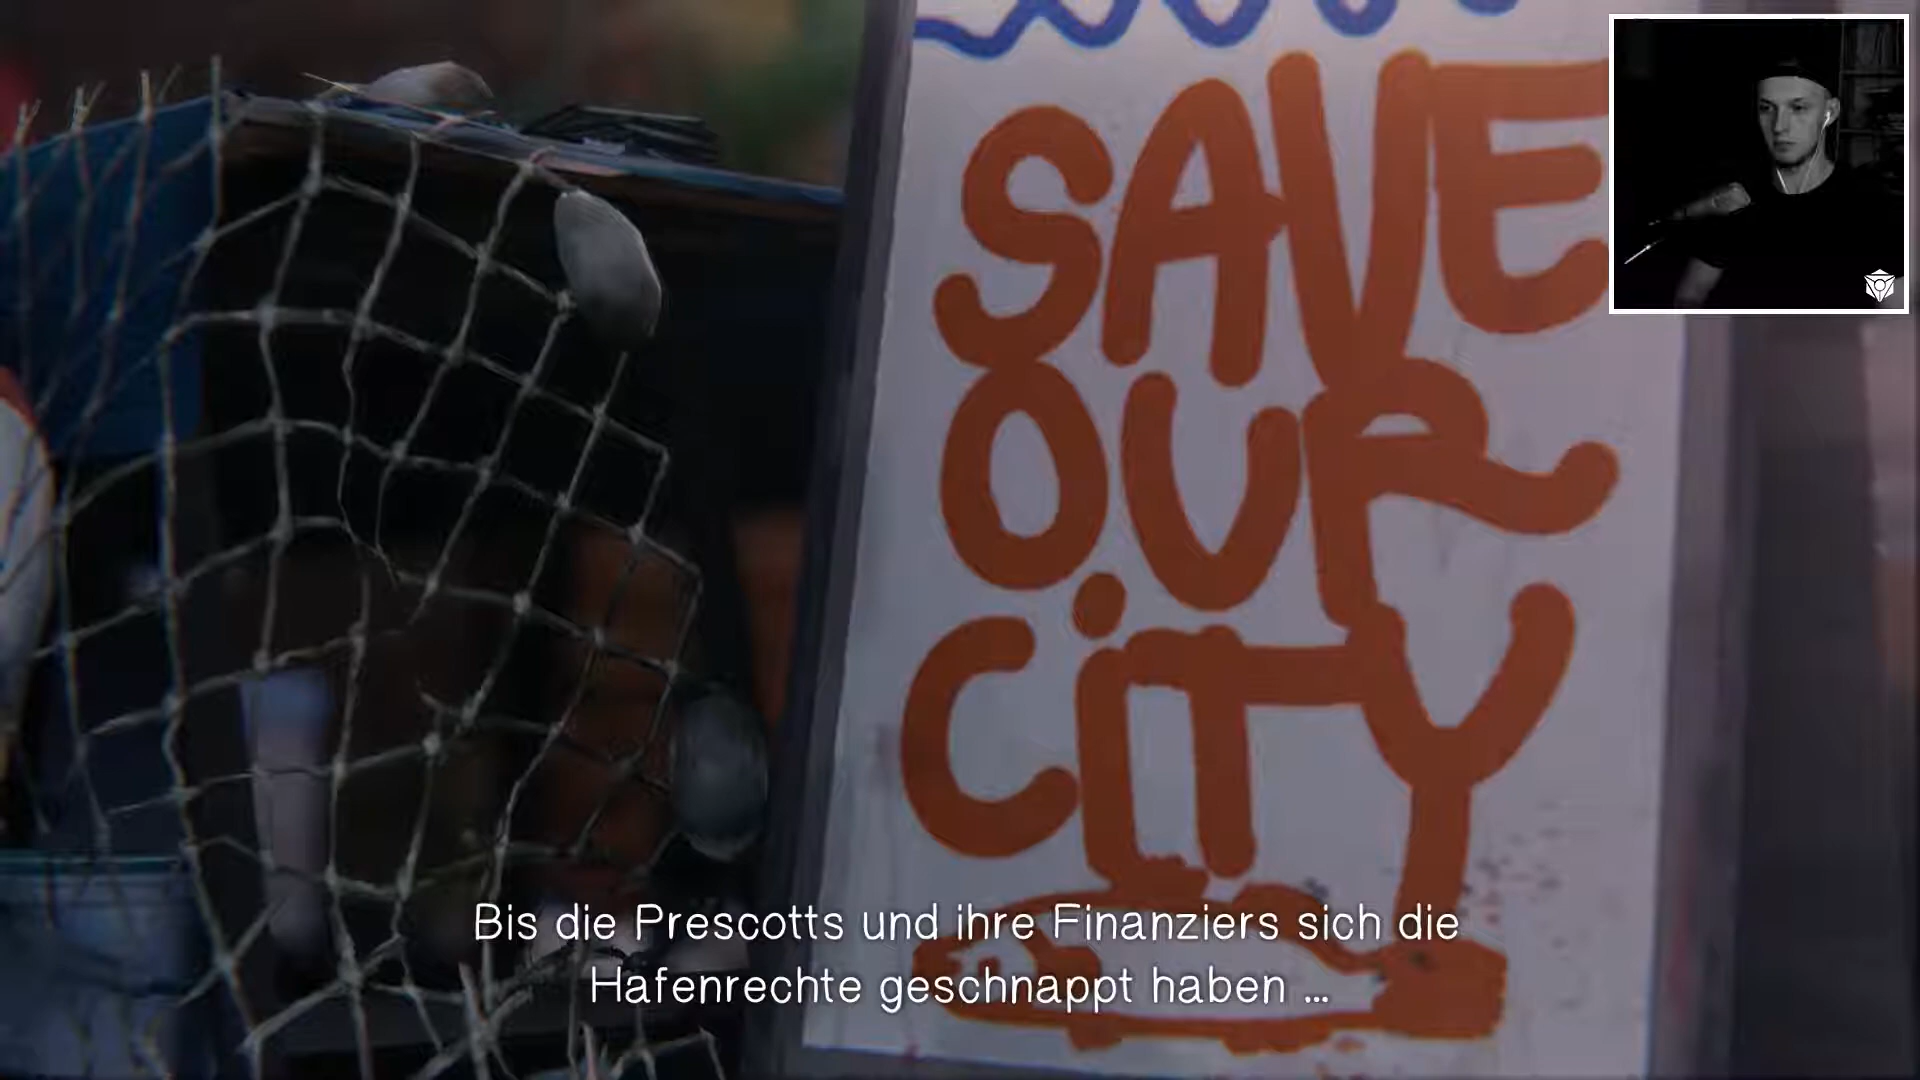 SAVE
OUR
CiTY
Bis die Prescotts und ihre Finanziers sich die
Hafenrechte geschnappt haben ...